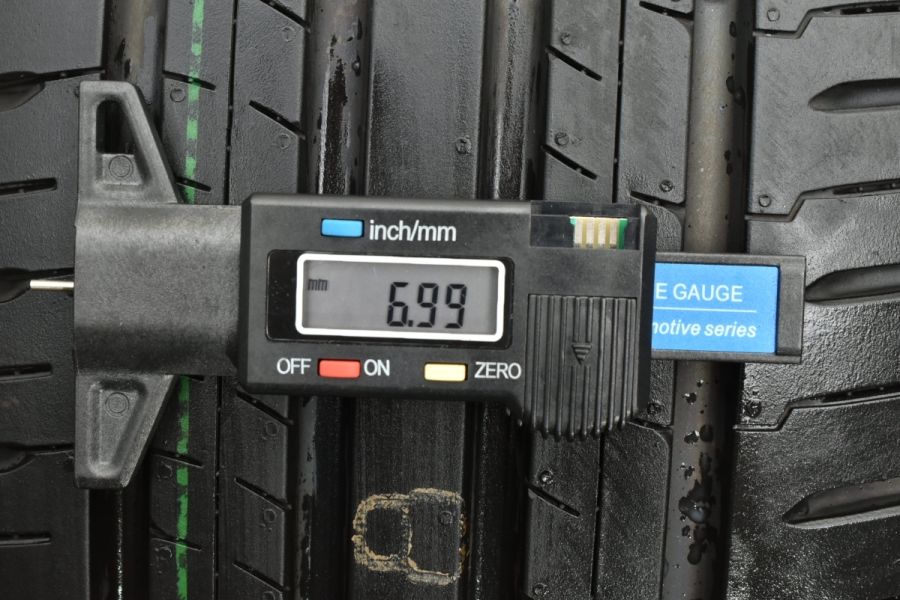 inch/mm
mm
6.99
OFF ON ZERO
E GAUGE
motive series